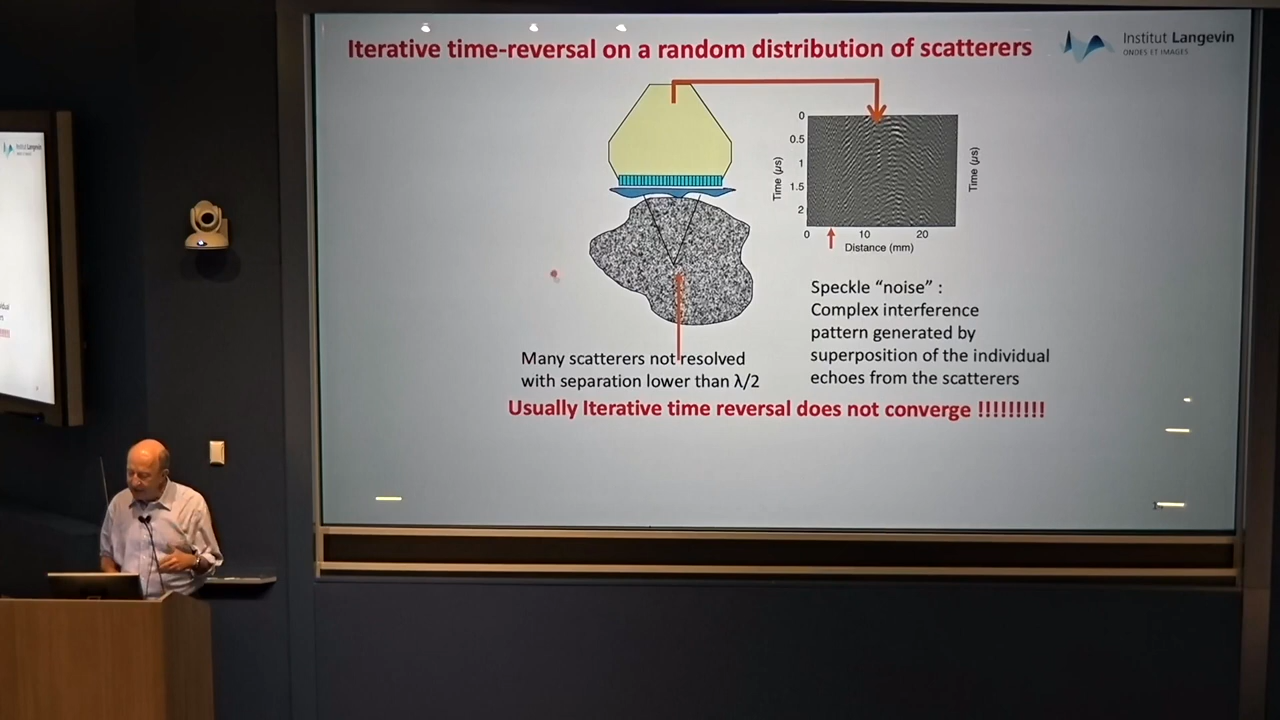 Iterative time-reversal on a random distribution of scatterers
Institut Langevin
ONDES ET IMAGES
0
0.5
1
1.5
2
Time (µs)
Time (µs)
0 10 20
Distance (mm)
Speckle “noise” :
Complex interference
pattern generated by
superposition of the individual
echoes from the scatterers
Many scatterers not resolved
with separation lower than λ/2
Usually Iterative time reversal does not converge !!!!!!!!!
Institut Langevin